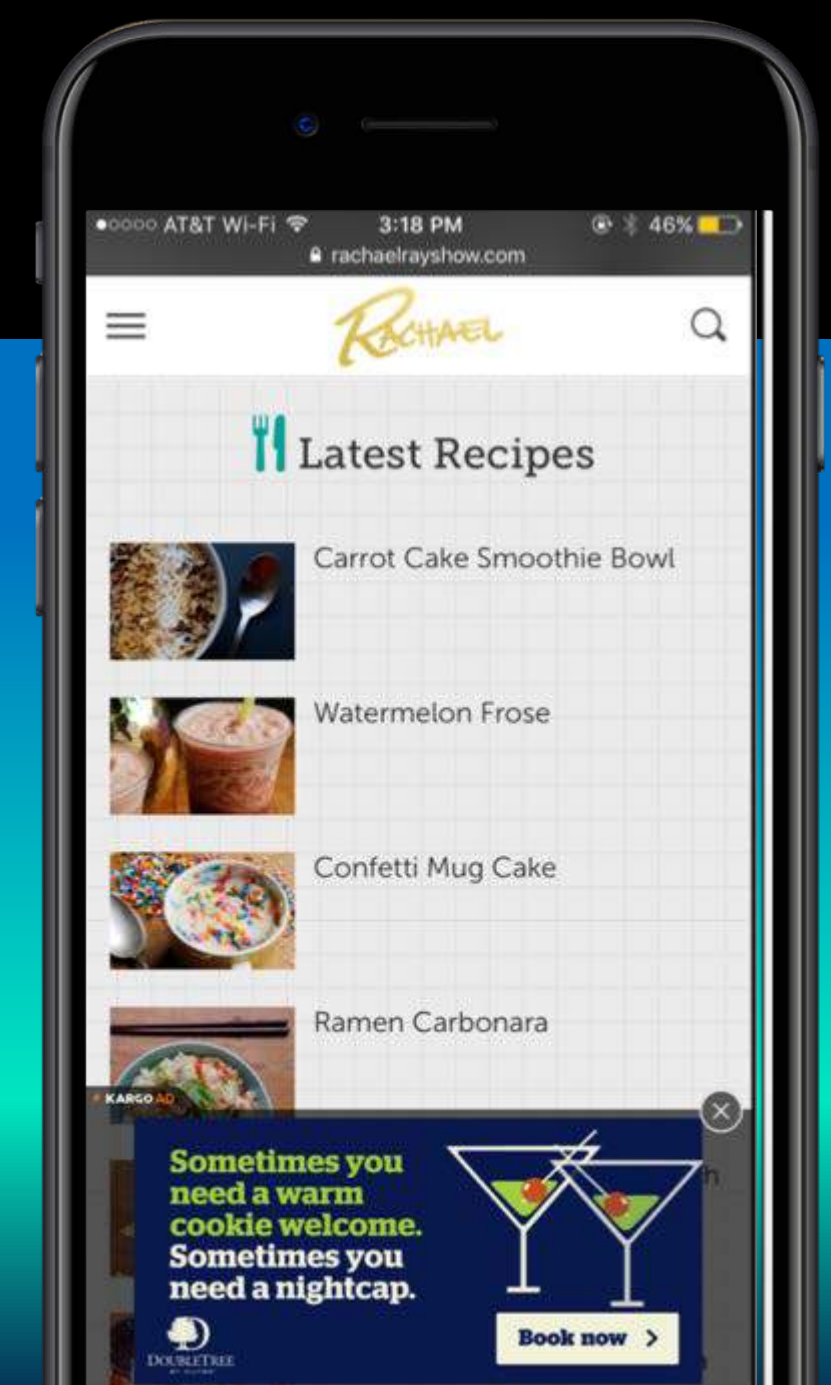 AT&T Wi-Fi 3:18 PM 46%
rachaelrayshow.com
RACHAEL
Latest Recipes
Carrot Cake Smoothie Bowl
Watermelon Frose
Confetti Mug Cake
Ramen Carbonara
KARGO AD
Sometimes you
need a warm
cookie welcome.
Sometimes you
need a nightcap.
Book now >
DOUBLETREE
BY HILTON